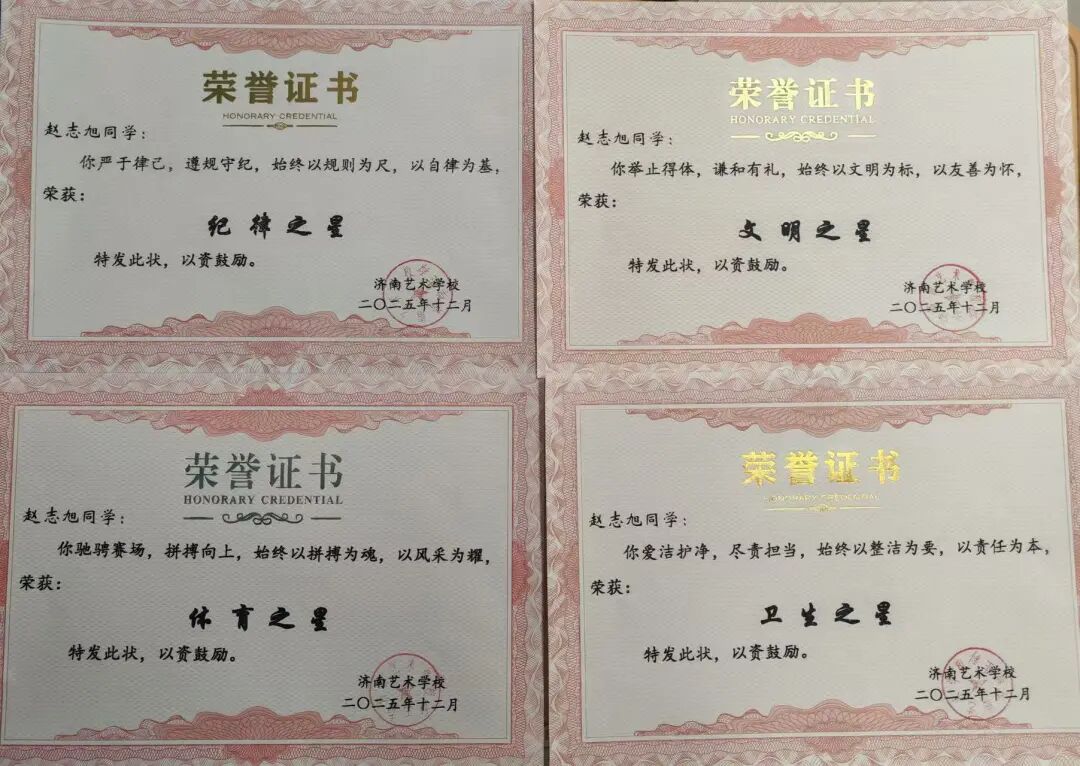 荣誉证书
HONORARY CREDENTIAL
赵志旭同学：
你严于律己，遵规守纪，始终以规则为尺，以自律为基，
荣获：
纪律之星
特发此状，以资鼓励。
济南艺术学校
二〇二五年十二月
荣誉证书
HONORARY CREDENTIAL
赵志旭同学：
你举止得体，谦和有礼，始终以文明为标，以友善为怀，
荣获：
文明之星
特发此状，以资鼓励。
济南艺术学校
二〇二五年十二月
荣誉证书
HONORARY CREDENTIAL
赵志旭同学：
你驰骋赛场，拼搏向上，始终以拼搏为魂，以风采为耀，
荣获：
体育之星
特发此状，以资鼓励。
济南艺术学校
二〇二五年十二月
荣誉证书
HONORARY CREDENTIAL
赵志旭同学：
你爱洁护净，尽责担当，始终以整洁为要，以责任为本，
荣获：
卫生之星
特发此状，以资鼓励。
济南艺术学校
二〇二五年十二月